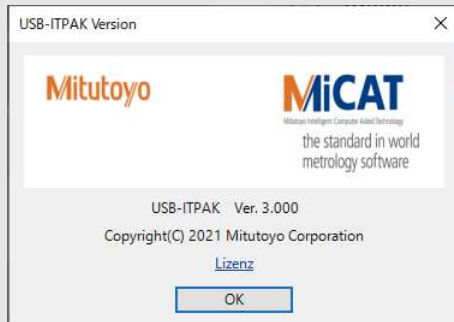 USB-ITPAK Version
Mitutoyo
MiCAT
Mitutoyo Intelligent Computer Aided Technology
the standard in world
metrology software
USB-ITPAK Ver. 3.000
Copyright(C) 2021 Mitutoyo Corporation
Lizenz
OK